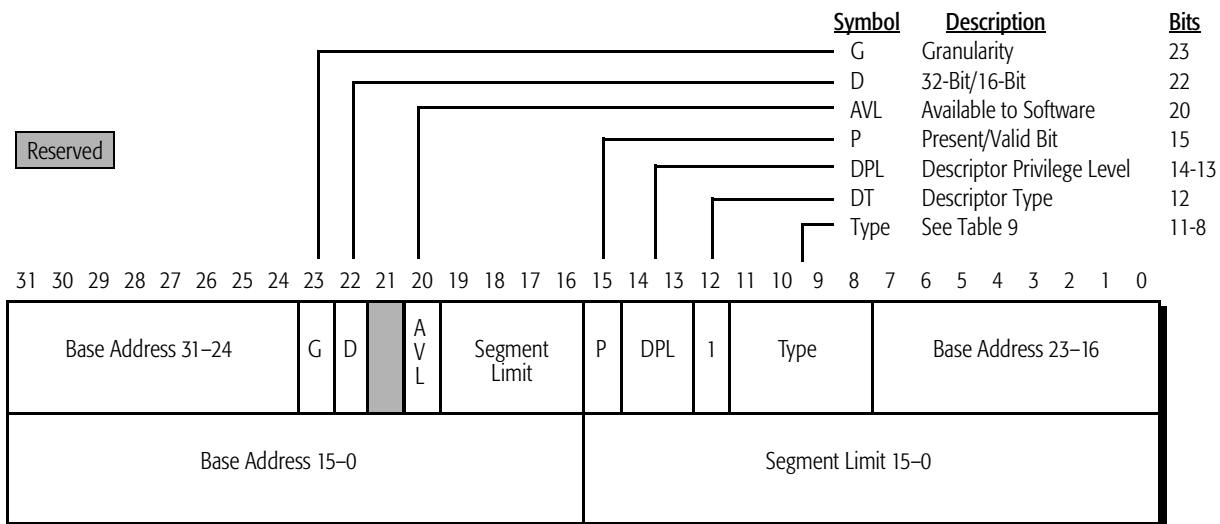 Symbol Description Bits
G Granularity 23
D 32-Bit/16-Bit 22
AVL Available to Software 20
Reserved
P Present/Valid Bit 15
DPL Descriptor Privilege Level 14-13
DT Descriptor Type 12
Type See Table 9 11-8
31 30 29 28 27 26 25 24 23 22 21 20 19 18 17 16 15 14 13 12 11 10 9 8 7 6 5 4 3 2 1 0
Base Address 31–24 G D A V L Segment Limit P DPL 1 Type Base Address 23–16
Base Address 15–0 Segment Limit 15–0